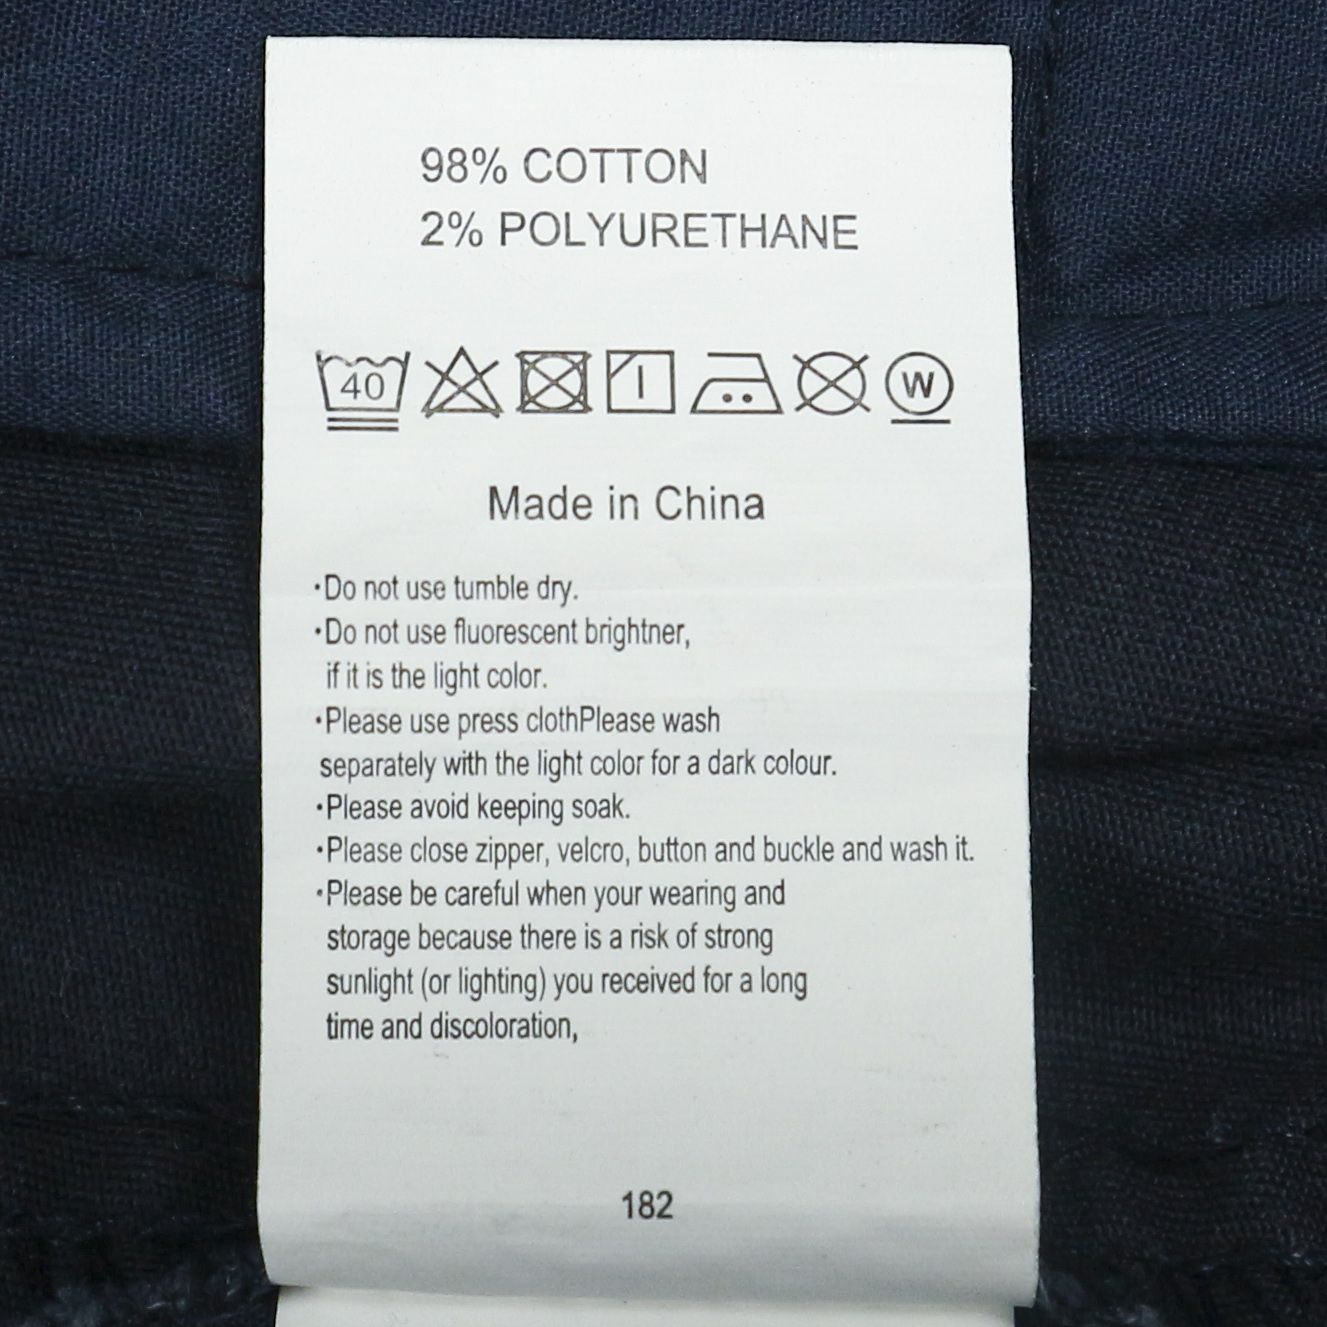 98% COTTON
2% POLYURETHANE
40 W
Made in China
·Do not use tumble dry.
·Do not use fluorescent brightner,
if it is the light color.
·Please use press clothPlease wash
separately with the light color for a dark colour.
·Please avoid keeping soak.
·Please close zipper, velcro, button and buckle and wash it.
·Please be careful when your wearing and
storage because there is a risk of strong
sunlight (or lighting) you received for a long
time and discoloration,
182